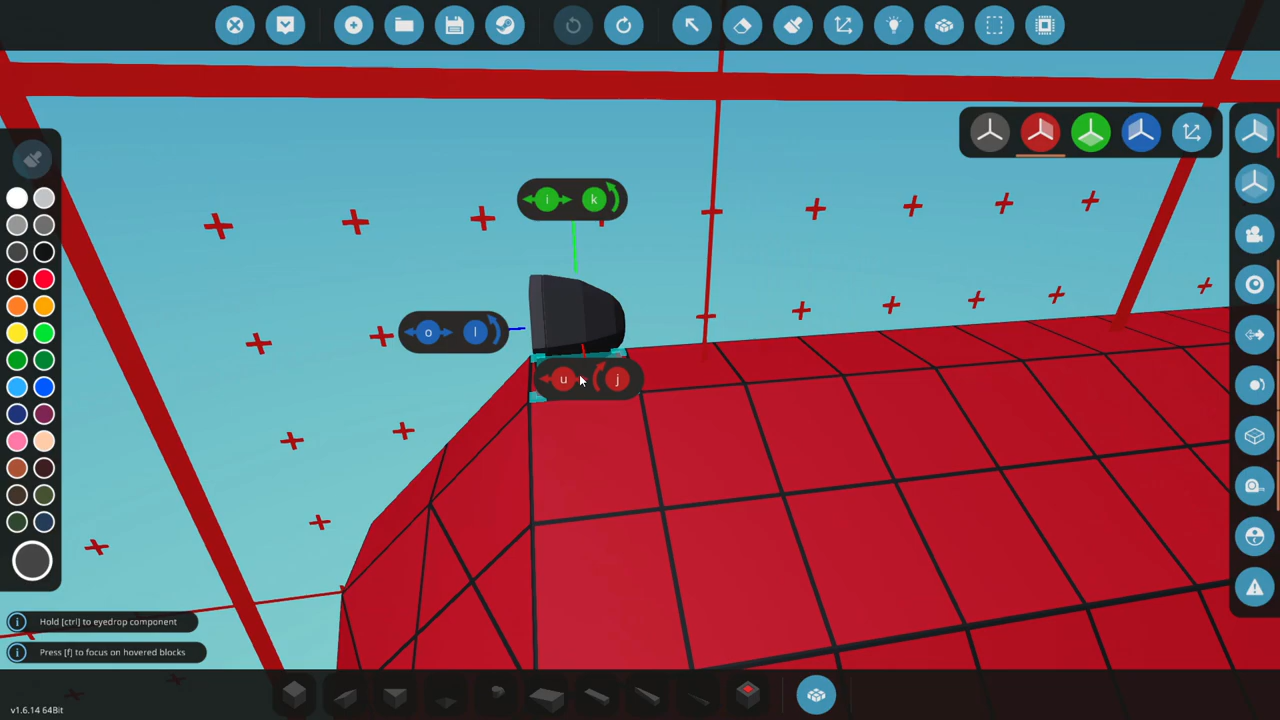 i k
o l
u j
Hold [ctrl] to eyedrop component
Press [f] to focus on hovered blocks
v1.6.14 64Bit